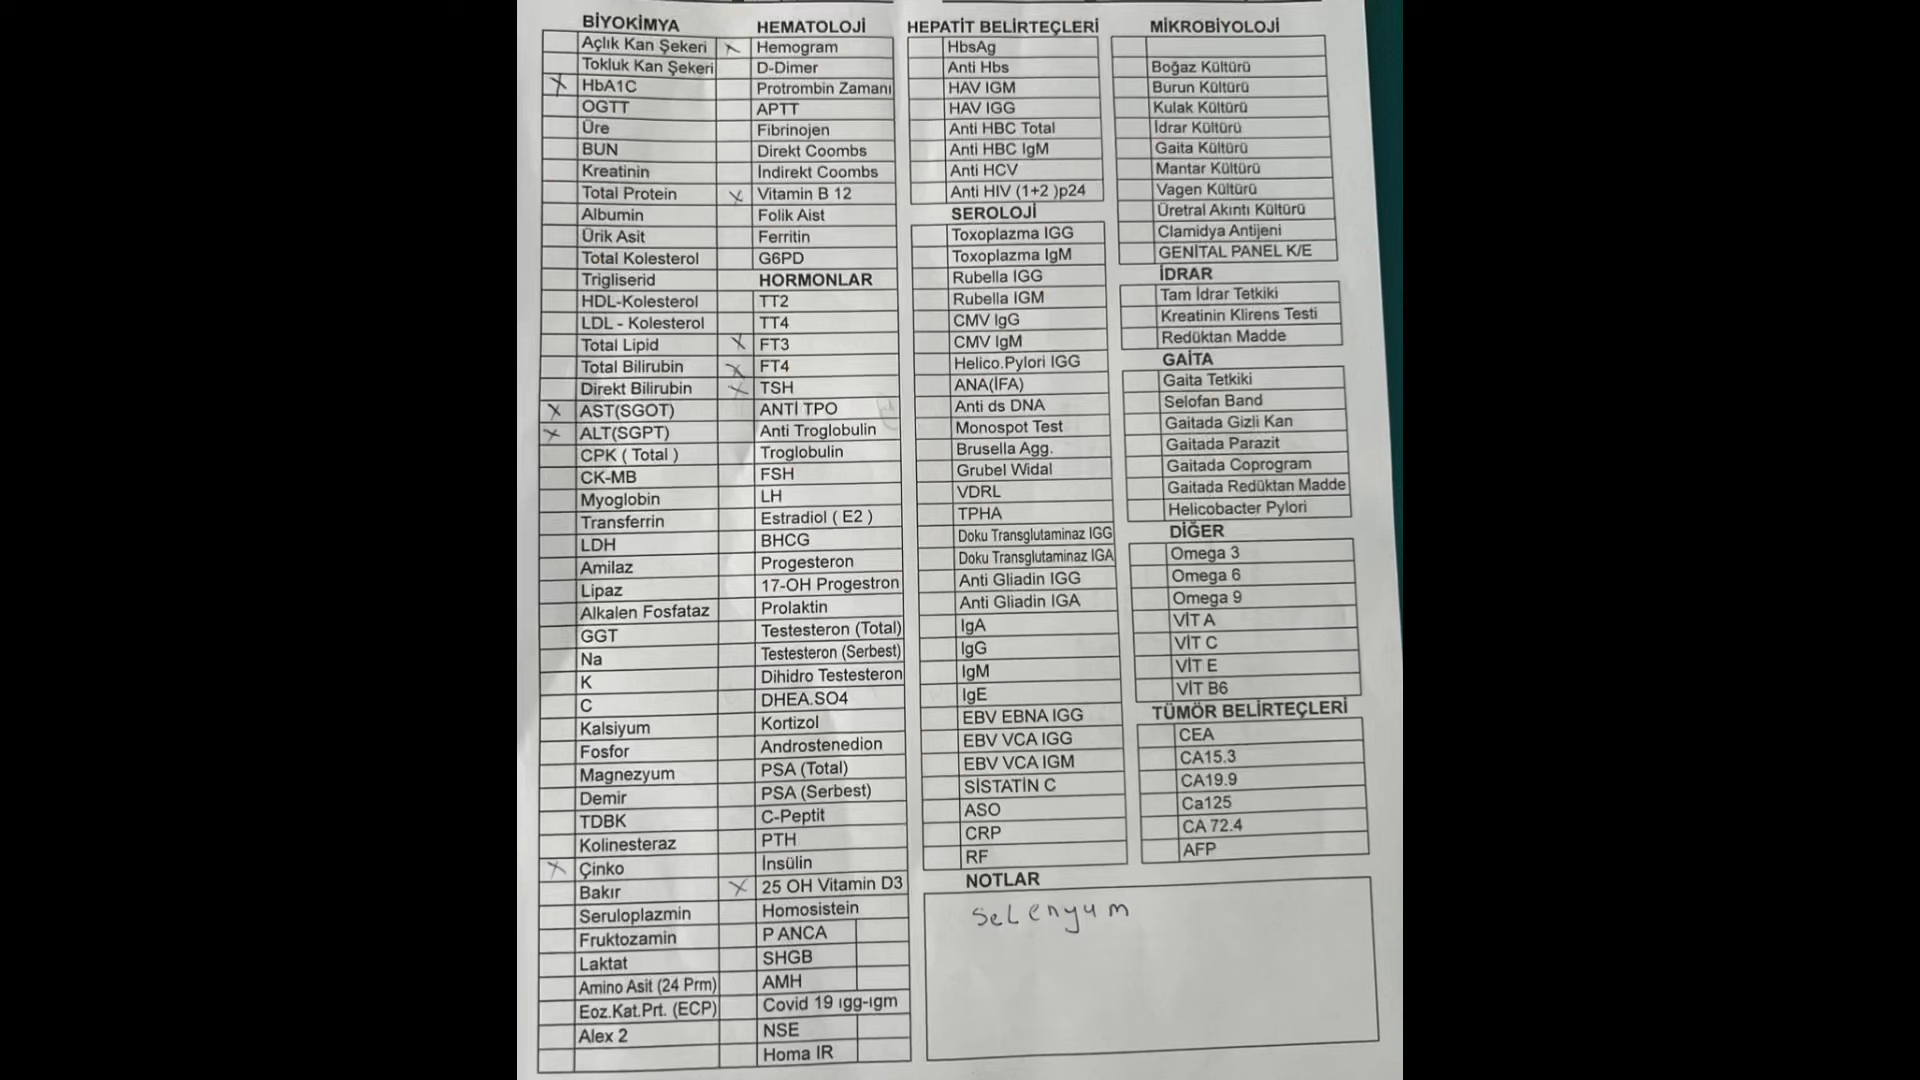 BİYOKİMYA
Açlık Kan Şekeri
Tokluk Kan Şekeri
X HbA1C
OGTT
Üre
BUN
Kreatinin
Total Protein
Albumin
Ürik Asit
Total Kolesterol
Trigliserid
HDL-Kolesterol
LDL - Kolesterol
Total Lipid
Total Bilirubin
Direkt Bilirubin
X AST(SGOT)
X ALT(SGPT)
CPK ( Total )
CK-MB
Myoglobin
Transferrin
LDH
Amilaz
Lipaz
Alkalen Fosfataz
GGT
Na
K
C
Kalsiyum
Fosfor
Magnezyum
Demir
TDBK
Kolinesteraz
X Çinko
Bakır
Seruloplazmin
Fruktozamin
Laktat
Amino Asit (24 Prm)
Eoz.Kat.Prt. (ECP)
Alex 2
HEMATOLOJİ
X Hemogram
D-Dimer
Protrombin Zamanı
APTT
Fibrinojen
Direkt Coombs
İndirekt Coombs
X Vitamin B 12
Folik Aist
Ferritin
G6PD
HORMONLAR
TT2
TT4
X FT3
X FT4
X TSH
ANTİ TPO
Anti Troglobulin
Troglobulin
FSH
LH
Estradiol ( E2 )
BHCG
Progesteron
17-OH Progestron
Prolaktin
Testesteron (Total)
Testesteron (Serbest)
Dihidro Testesteron
DHEA.SO4
Kortizol
Androstenedion
PSA (Total)
PSA (Serbest)
C-Peptit
PTH
İnsülin
X 25 OH Vitamin D3
Homosistein
P ANCA
SHGB
AMH
Covid 19 ıgg-ıgm
NSE
Homa IR
HEPATİT BELİRTEÇLERİ
HbsAg
Anti Hbs
HAV IGM
HAV IGG
Anti HBC Total
Anti HBC IgM
Anti HCV
Anti HIV (1+2 )p24
SEROLOJİ
Toxoplazma IGG
Toxoplazma IgM
Rubella IGG
Rubella IGM
CMV IgG
CMV IgM
Helico.Pylori IGG
ANA(İFA)
Anti ds DNA
Monospot Test
Brusella Agg.
Grubel Widal
VDRL
TPHA
Doku Transglutaminaz IGG
Doku Transglutaminaz IGA
Anti Gliadin IGG
Anti Gliadin IGA
IgA
IgG
IgM
IgE
EBV EBNA IGG
EBV VCA IGG
EBV VCA IGM
SİSTATİN C
ASO
CRP
RF
MİKROBİYOLOJİ
Boğaz Kültürü
Burun Kültürü
Kulak Kültürü
İdrar Kültürü
Gaita Kültürü
Mantar Kültürü
Vagen Kültürü
Üretral Akıntı Kültürü
Clamidya Antijeni
GENİTAL PANEL K/E
İDRAR
Tam İdrar Tetkiki
Kreatinin Klirens Testi
Redüktan Madde
GAİTA
Gaita Tetkiki
Selofan Band
Gaitada Gizli Kan
Gaitada Parazit
Gaitada Coprogram
Gaitada Redüktan Madde
Helicobacter Pylori
DİĞER
Omega 3
Omega 6
Omega 9
VİT A
VİT C
VİT E
VİT B6
TÜMÖR BELİRTEÇLERİ
CEA
CA15.3
CA19.9
Ca125
CA 72.4
AFP
NOTLAR
Selenyum